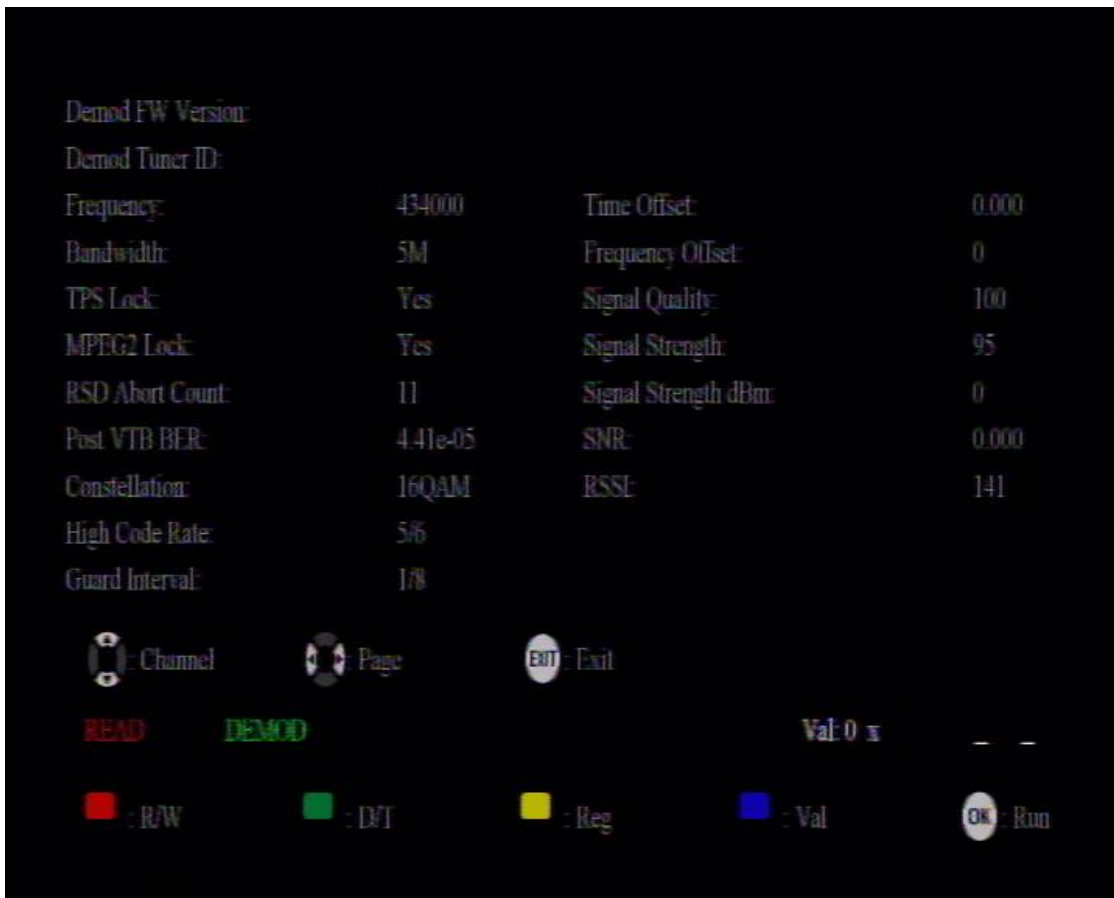 Demod FW Version:
Demod Tuner ID:
Frequency: 434000 Time Offset: 0.000
Bandwidth: 5M Frequency Offset: 0
TPS Lock: Yes Signal Quality: 100
MPEG2 Lock: Yes Signal Strength: 95
RSD Abort Count: 11 Signal Strength dBm: 0
Post VTB BER: 4.41e-05 SNR: 0.000
Constellation: 16QAM RSSI: 141
High Code Rate: 5/6
Guard Interval: 1/8
: Channel : Page EXIT : Exit
READ DEMOD Val: 0 x _ _
: R/W : D/T : Reg : Val OK : Run